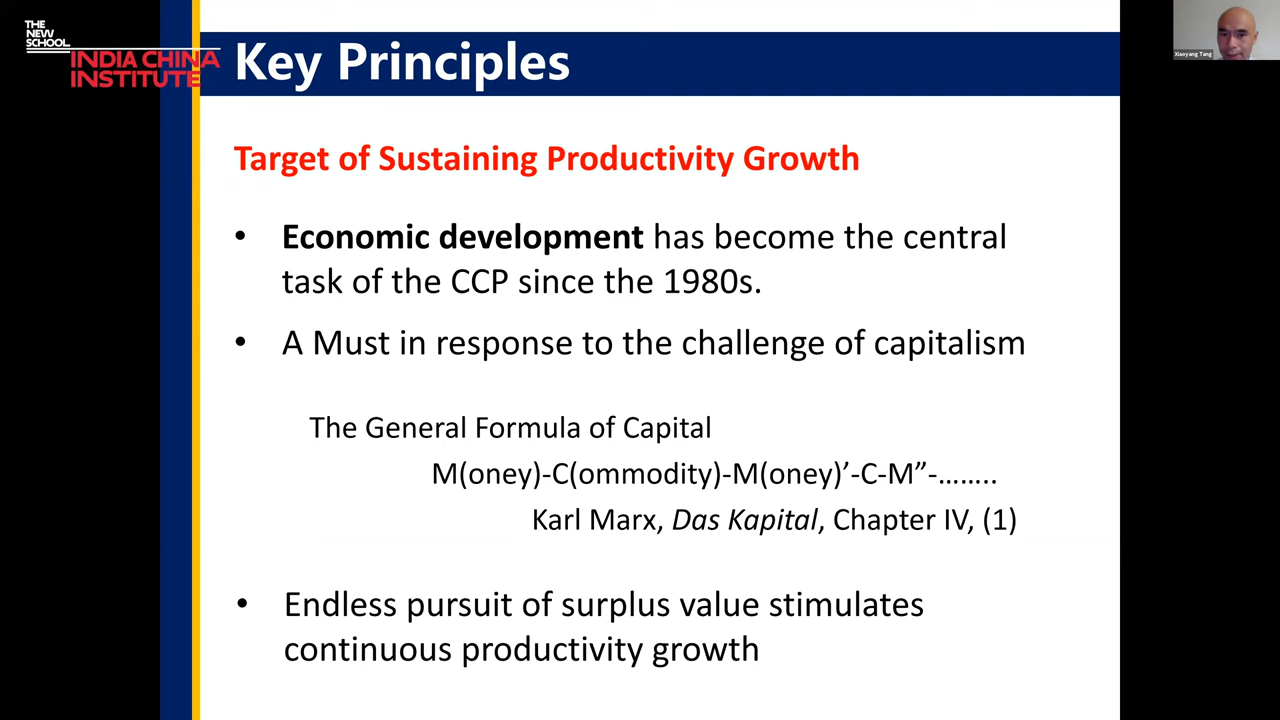 THE
NEW
SCHOOL
INDIA CHINA
INSTITUTE
Key Principles
Xiaoyang Tang
Target of Sustaining Productivity Growth
• Economic development has become the central
task of the CCP since the 1980s.
• A Must in response to the challenge of capitalism
The General Formula of Capital
M(oney)-C(ommodity)-M(oney)’-C-M”-……..
Karl Marx, Das Kapital, Chapter IV, (1)
• Endless pursuit of surplus value stimulates
continuous productivity growth